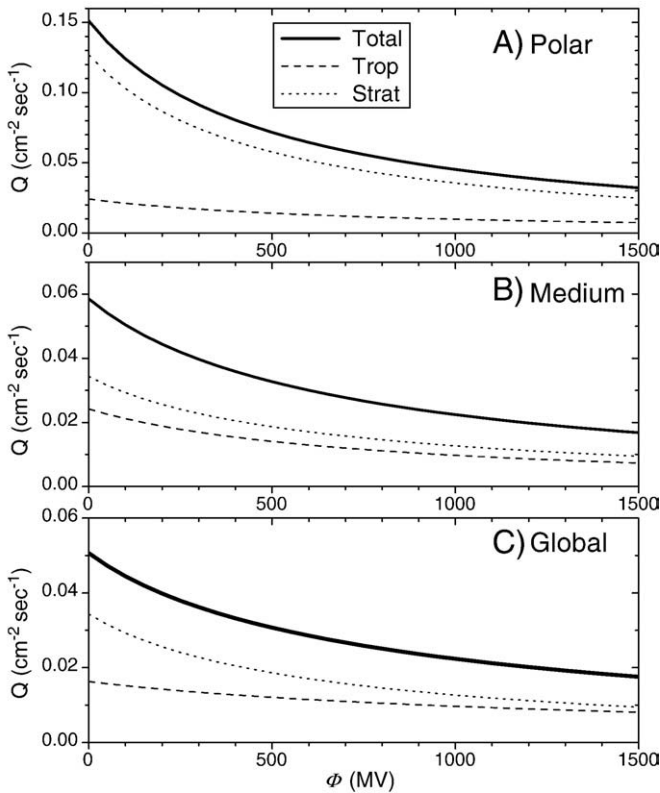 0.15
0.10
0.05
0.00
Q (cm⁻² sec⁻¹)
Total
Trop
Strat
A) Polar
0 500 1000 1500
0.06
0.04
0.02
0.00
Q (cm⁻² sec⁻¹)
B) Medium
0 500 1000 1500
0.06
0.04
0.02
0.00
Q (cm⁻² sec⁻¹)
C) Global
0 500 1000 1500
Φ (MV)